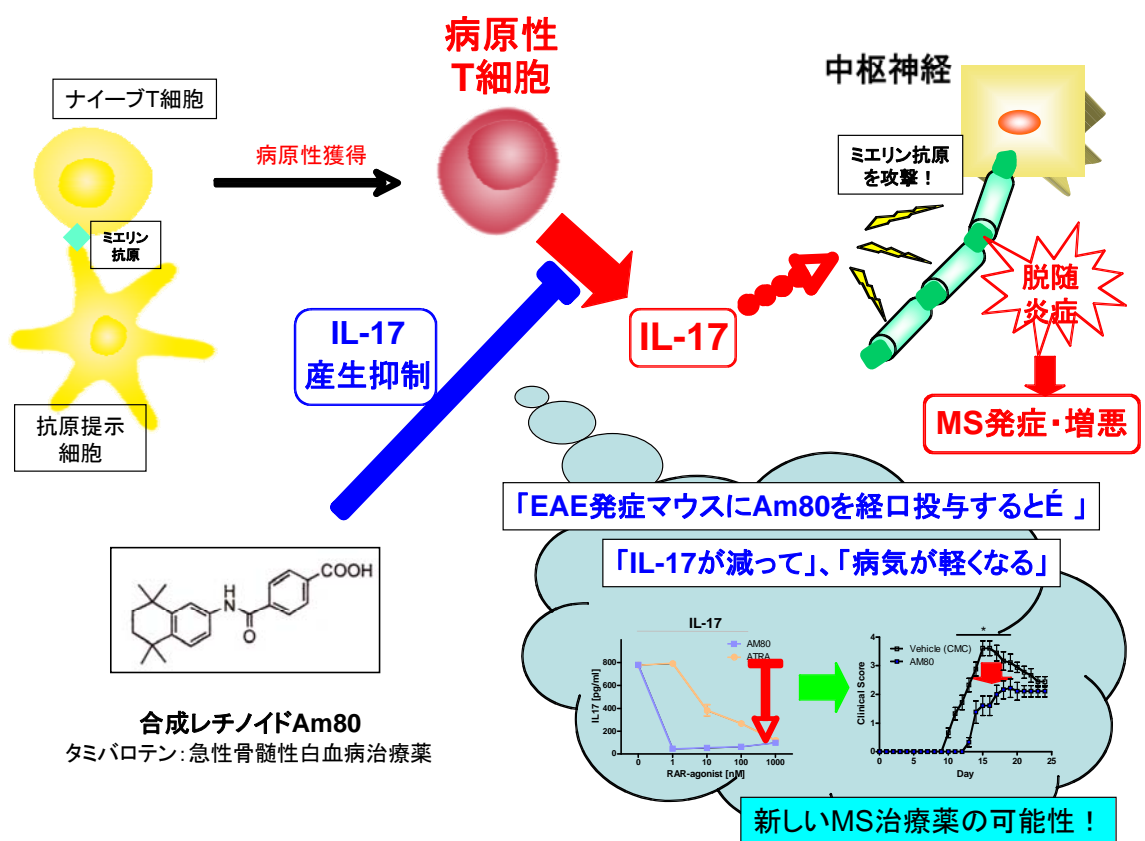 病原性
T細胞
中枢神経
ナイーブT細胞
病原性獲得
ミエリン抗原
を攻撃！
ミエリン
抗原
脱随
炎症
IL-17
産生抑制
IL-17
MS発症・増悪
抗原提示
細胞
「EAE発症マウスにAm80を経口投与するとÉ 」
「IL-17が減って」、「病気が軽くなる」
COOH
H
N
O
合成レチノイドAm80
タミバロテン：急性骨髄性白血病治療薬
IL-17
AM80
ATRA
IL17 [pg/ml]
800
600
400
200
0
0 1 10 100 1000
RAR-agonist [nM]
*
Vehicle (CMC)
AM80
Clinical Score
4
3
2
1
0
0 5 10 15 20 25
Day
新しいMS治療薬の可能性！